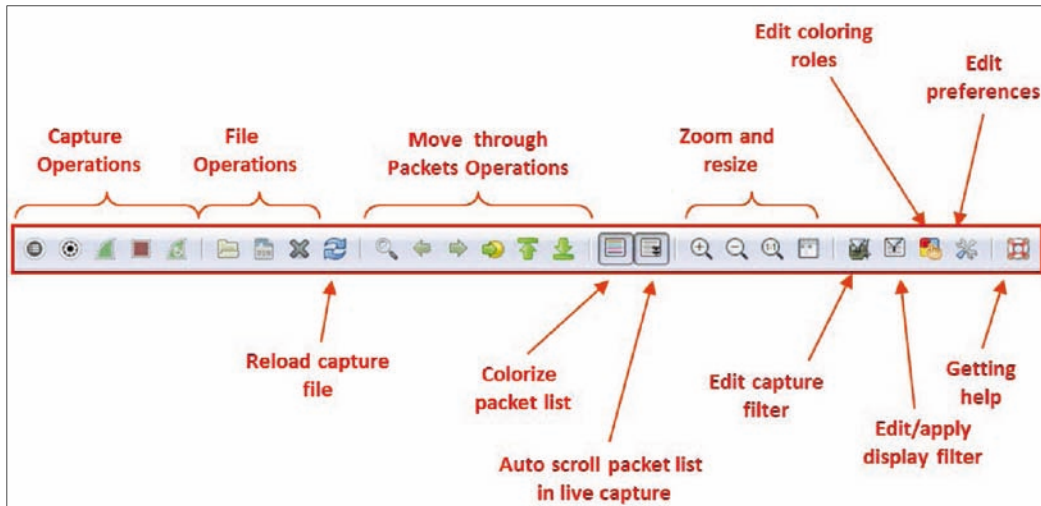 Edit coloring
roles
Edit
preferences
Capture
Operations
File
Operations
Move through
Packets Operations
Zoom and
resize
Reload capture
file
Colorize
packet list
Auto scroll packet list
in live capture
Edit capture
filter
Edit/apply
display filter
Getting
help